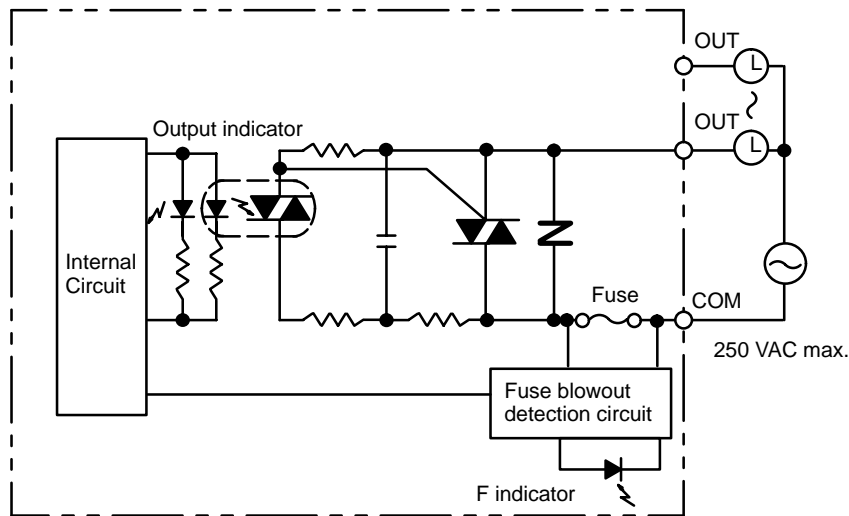 OUT
L
Output indicator
OUT
L
Internal
Circuit
Fuse
COM
250 VAC max.
Fuse blowout
detection circuit
F indicator